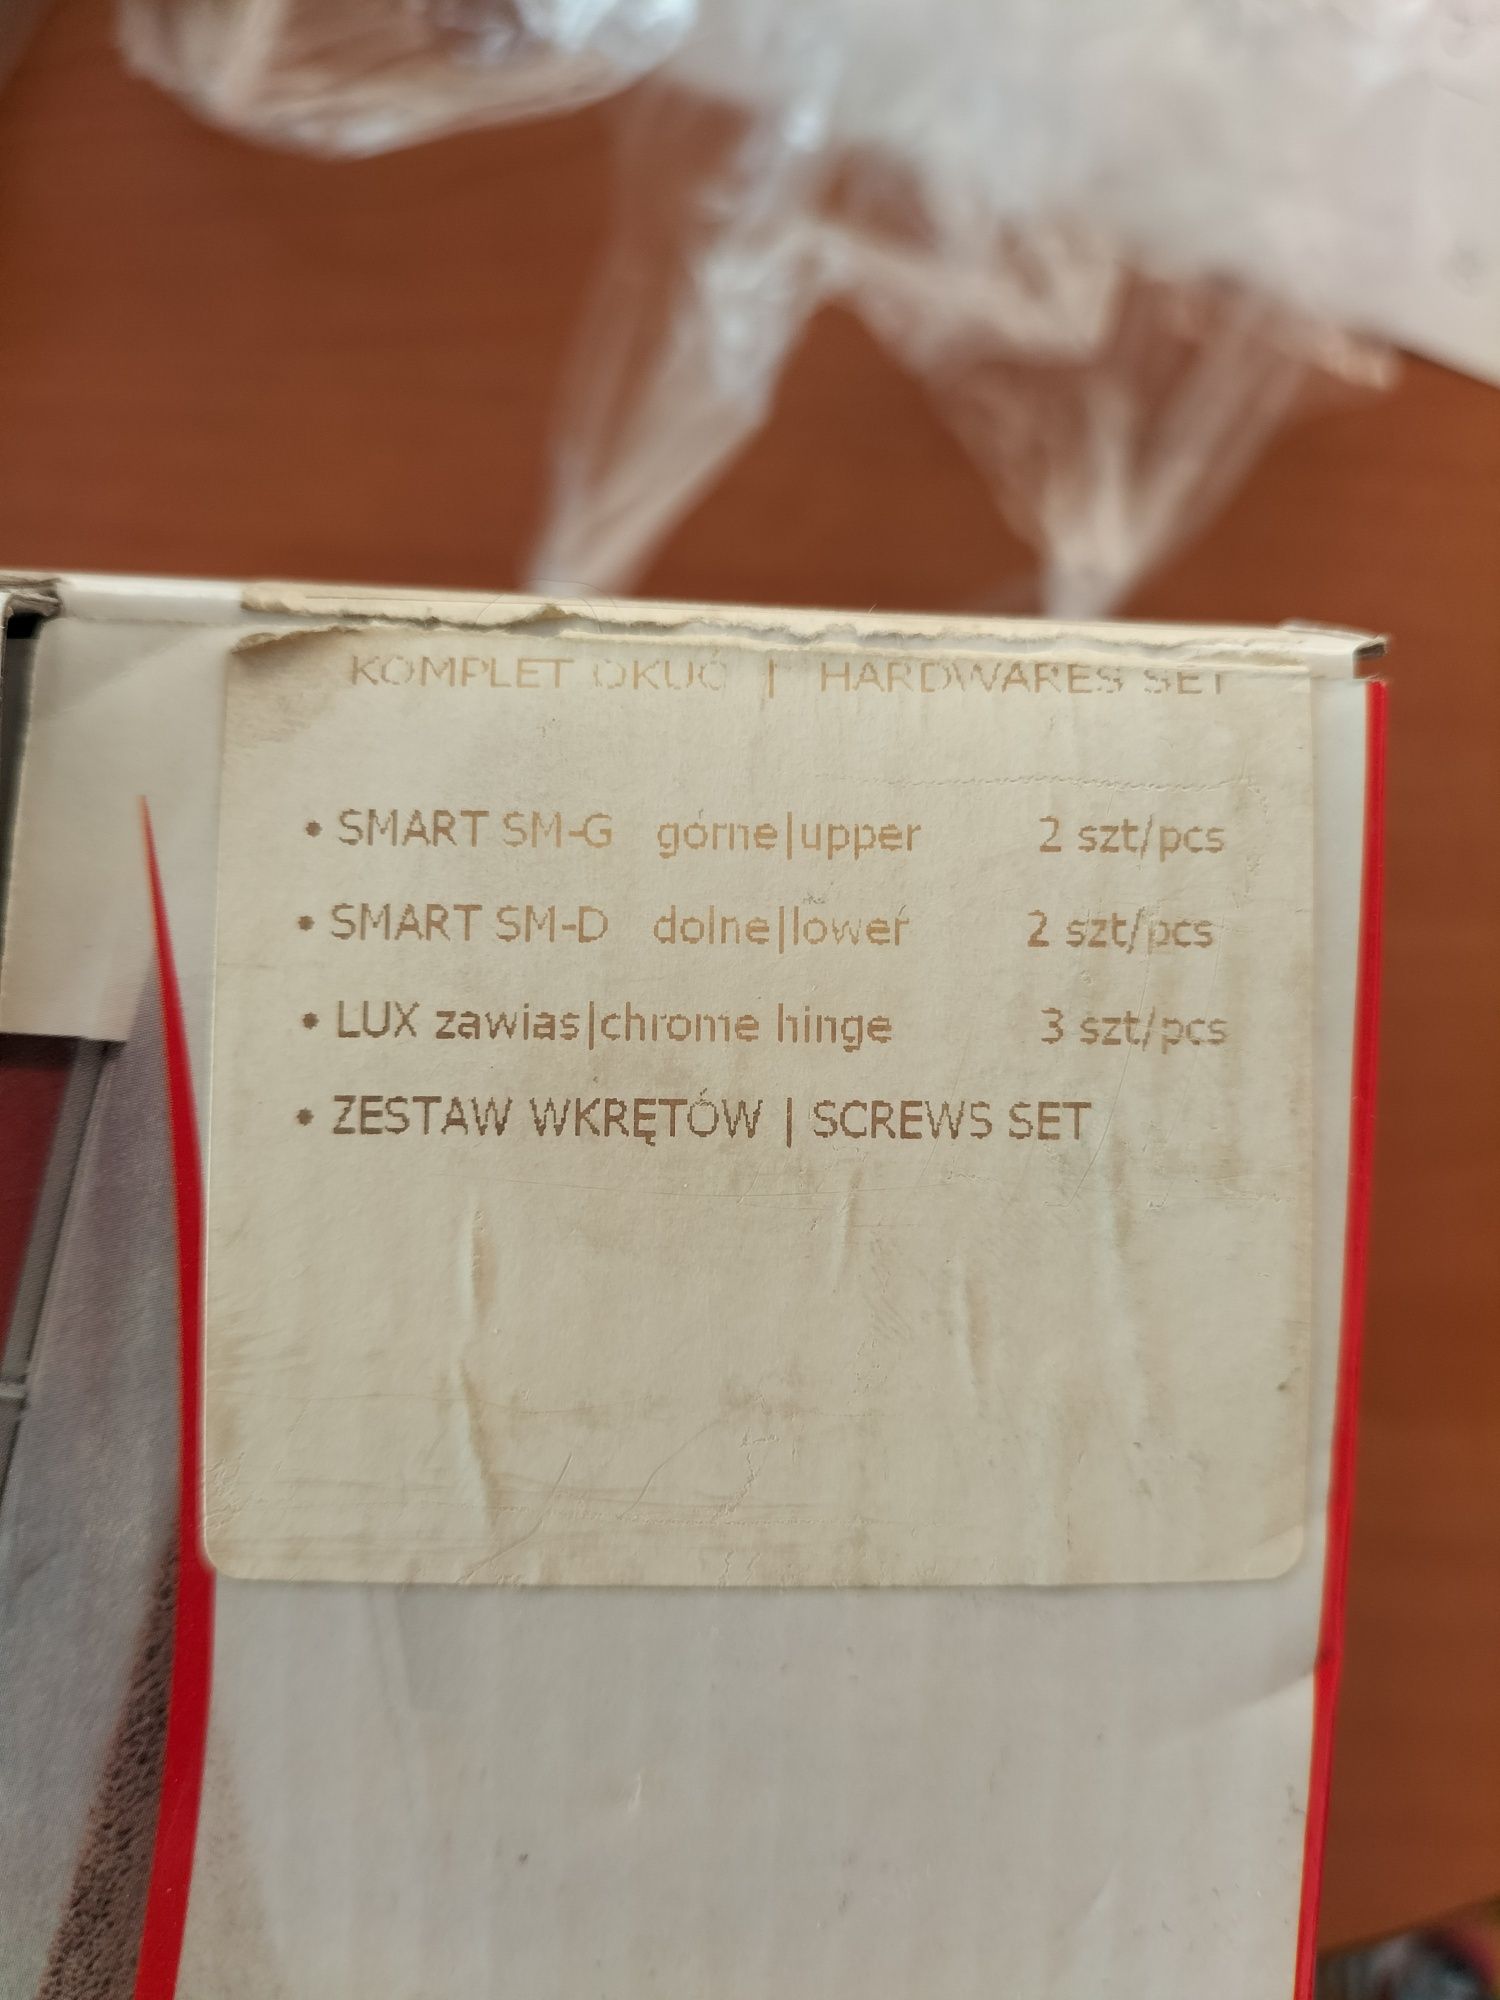 KOMPLET OKUĆ | HARDWARES SET
• SMART SM-G górne|upper 2 szt/pcs
• SMART SM-D dolne|lower 2 szt/pcs
• LUX zawias|chrome hinge 3 szt/pcs
• ZESTAW WKRĘTÓW | SCREWS SET